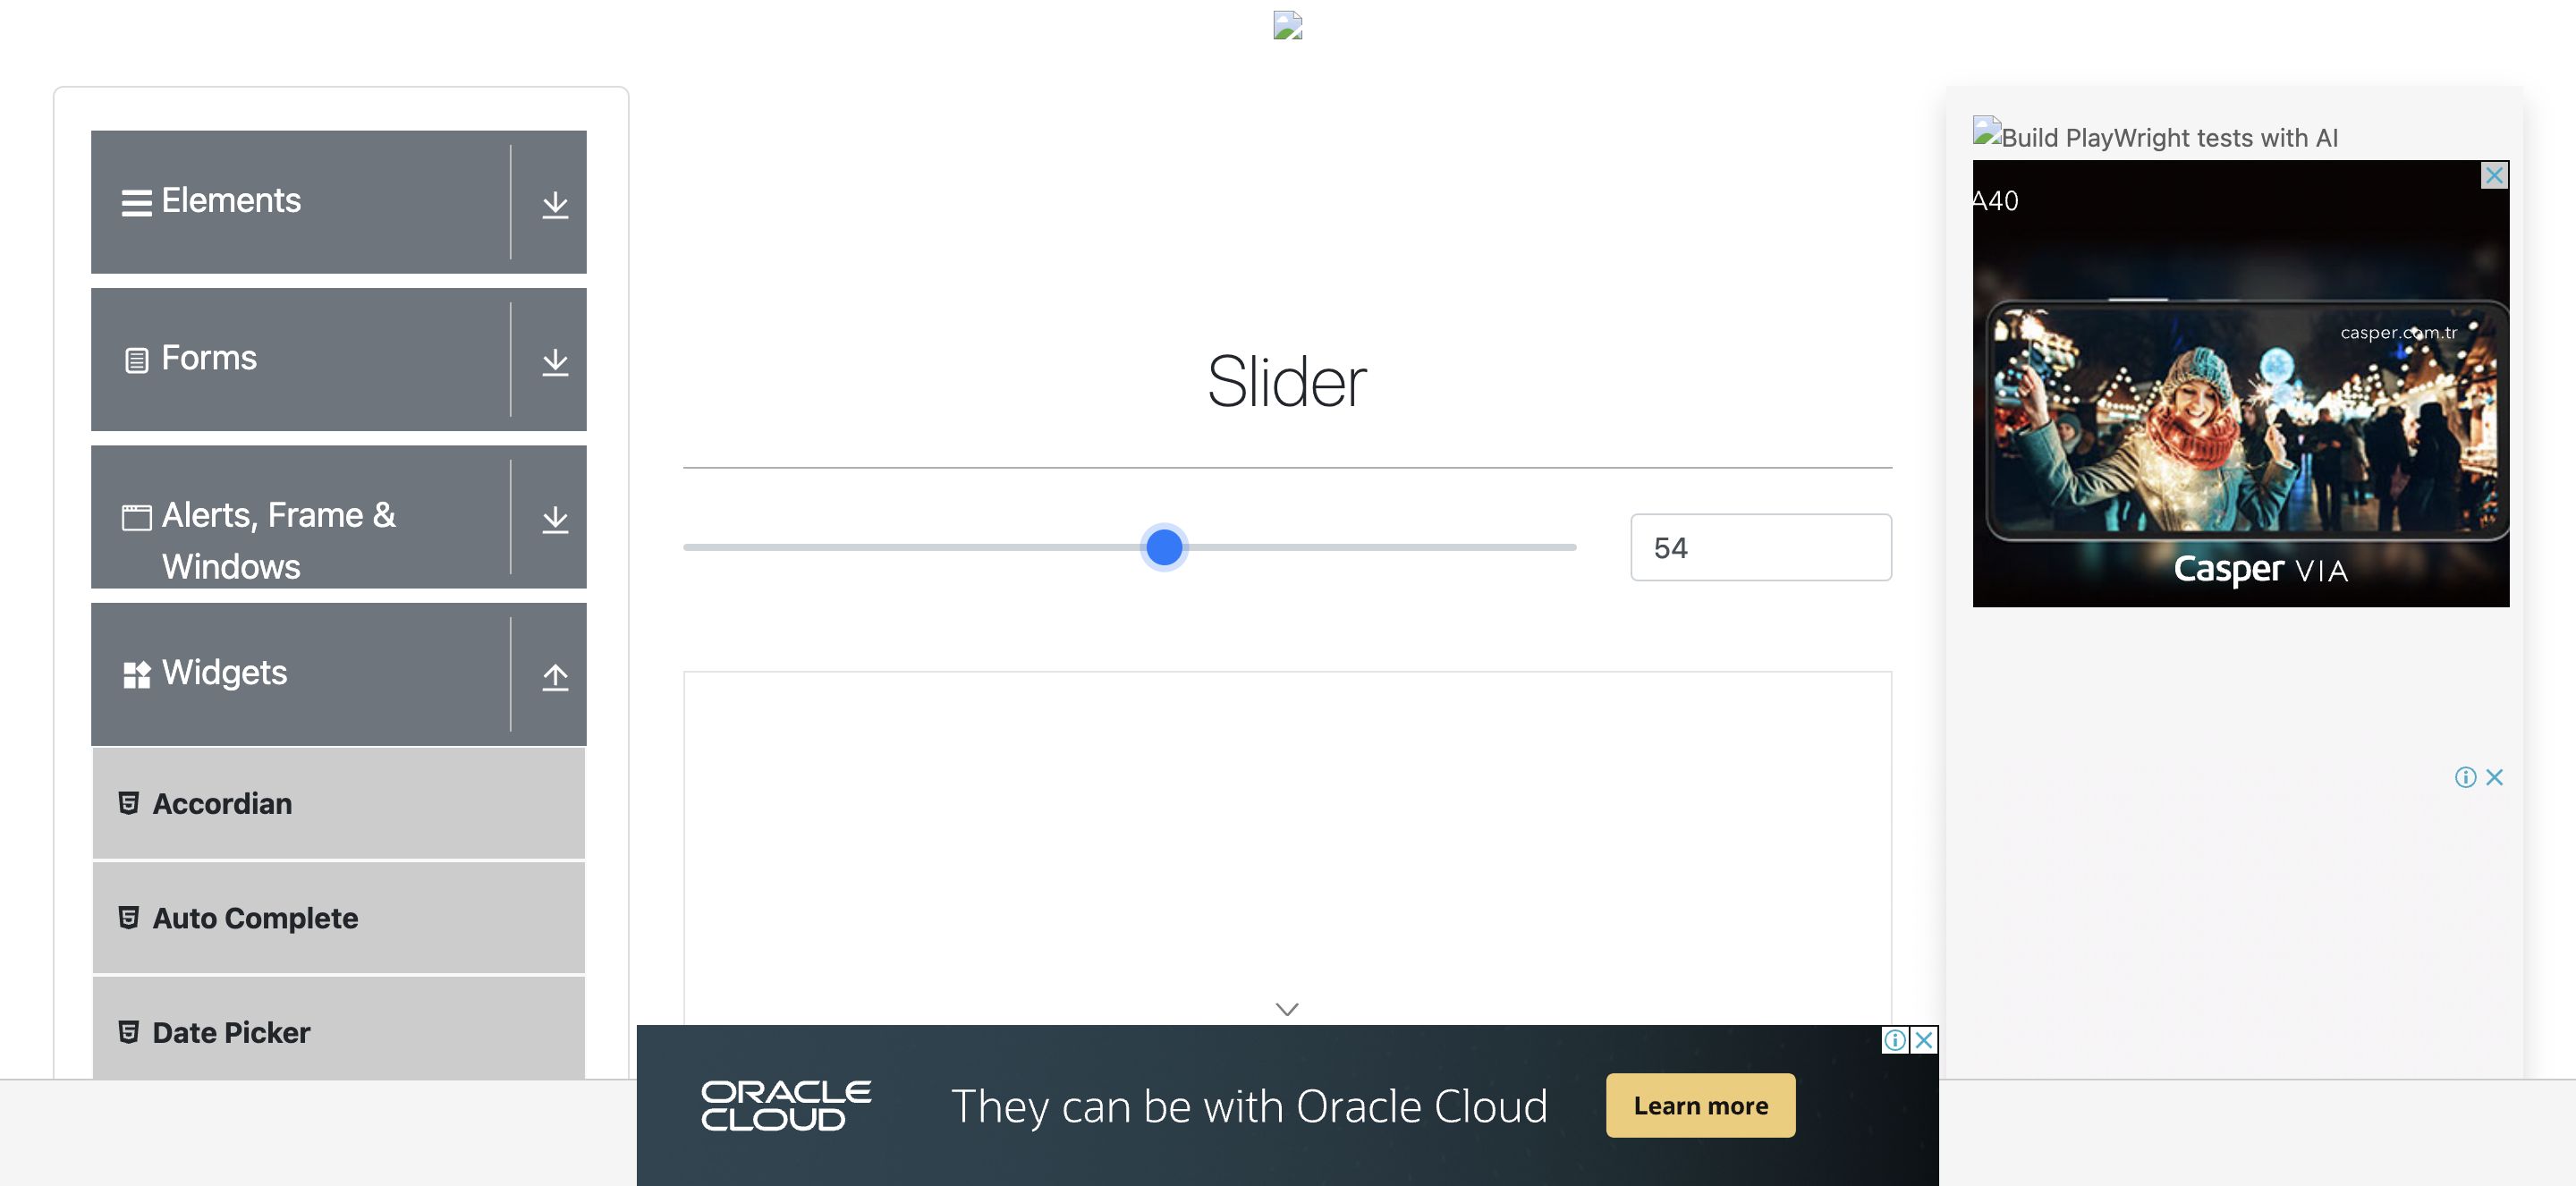 Elements
Forms
Alerts, Frame &
Windows
Widgets
Accordian
Auto Complete
Date Picker
Slider
54
Build PlayWright tests with AI
A40
casper.com.tr
Casper VIA
ORACLE
CLOUD
They can be with Oracle Cloud
Learn more